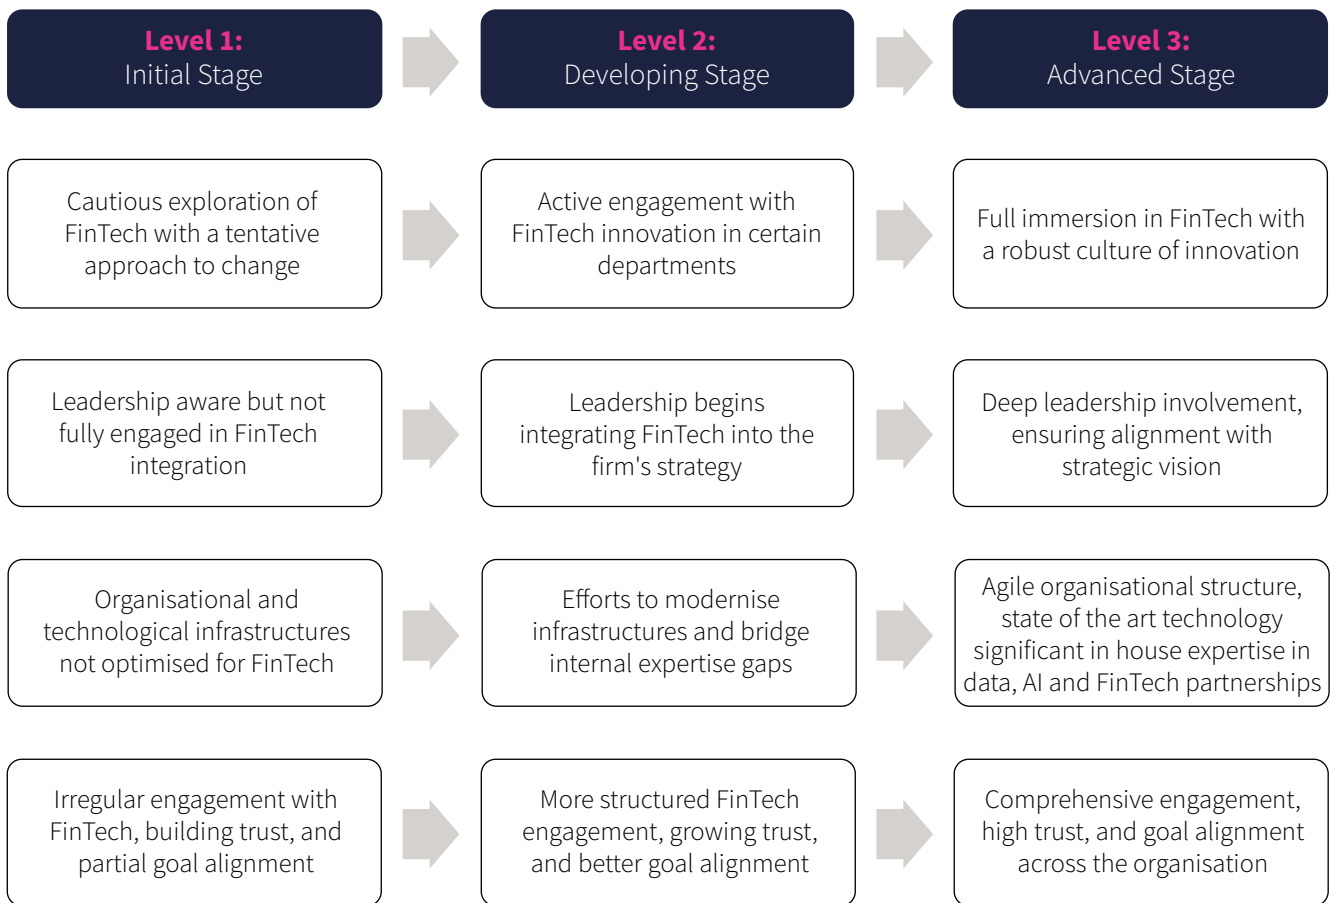 Level 1:
Initial Stage
Level 2:
Developing Stage
Level 3:
Advanced Stage
Cautious exploration of
FinTech with a tentative
approach to change
Active engagement with
FinTech innovation in certain
departments
Full immersion in FinTech with
a robust culture of innovation
Leadership aware but not
fully engaged in FinTech
integration
Leadership begins
integrating FinTech into the
firm's strategy
Deep leadership involvement,
ensuring alignment with
strategic vision
Organisational and
technological infrastructures
not optimised for FinTech
Efforts to modernise
infrastructures and bridge
internal expertise gaps
Agile organisational structure,
state of the art technology
significant in house expertise in
data, AI and FinTech partnerships
Irregular engagement with
FinTech, building trust, and
partial goal alignment
More structured FinTech
engagement, growing trust,
and better goal alignment
Comprehensive engagement,
high trust, and goal alignment
across the organisation